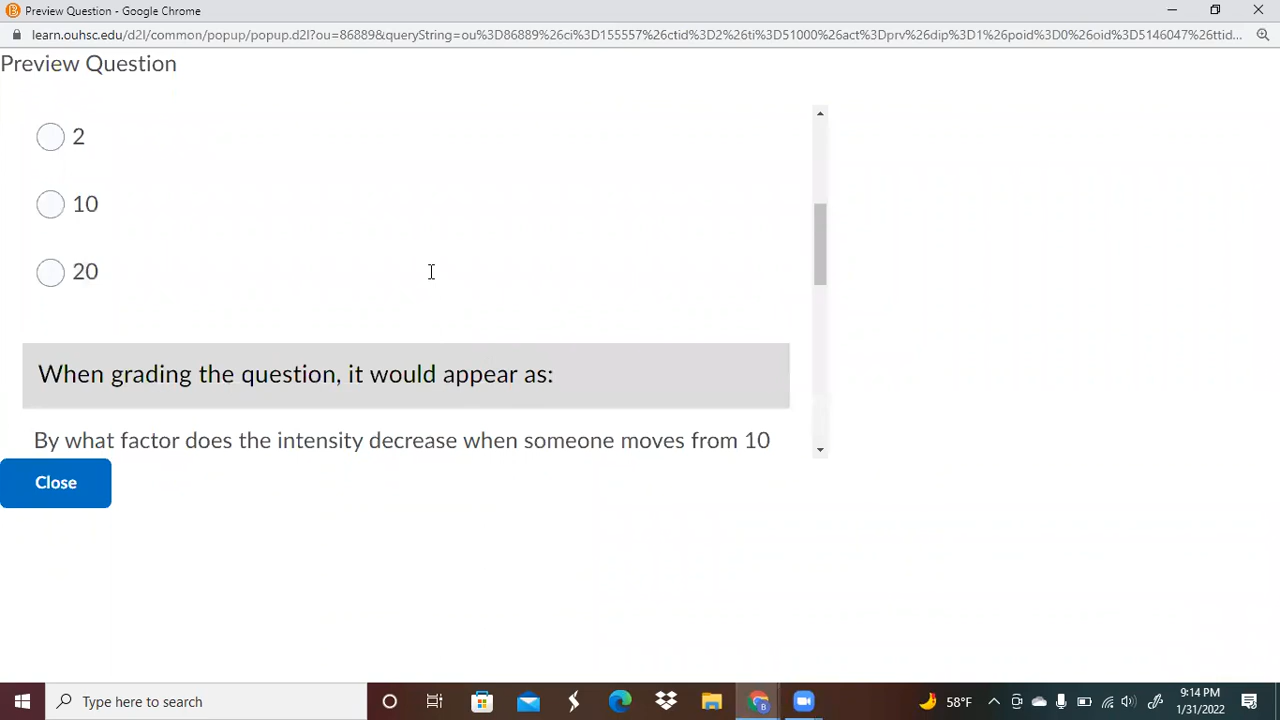 Preview Question - Google Chrome
learn.ouhsc.edu/d2l/common/popup/popup.d2l?ou=86889&queryString=ou%3D86889%26ci%3D155557%26ctid%3D2%26ti%3D51000%26act%3Dprv%26dip%3D1%26poid%3D0%26oid%3D5146047%26ttid...
Preview Question
2
10
20
When grading the question, it would appear as:
By what factor does the intensity decrease when someone moves from 10
Close
Type here to search
58°F
9:14 PM
1/31/2022